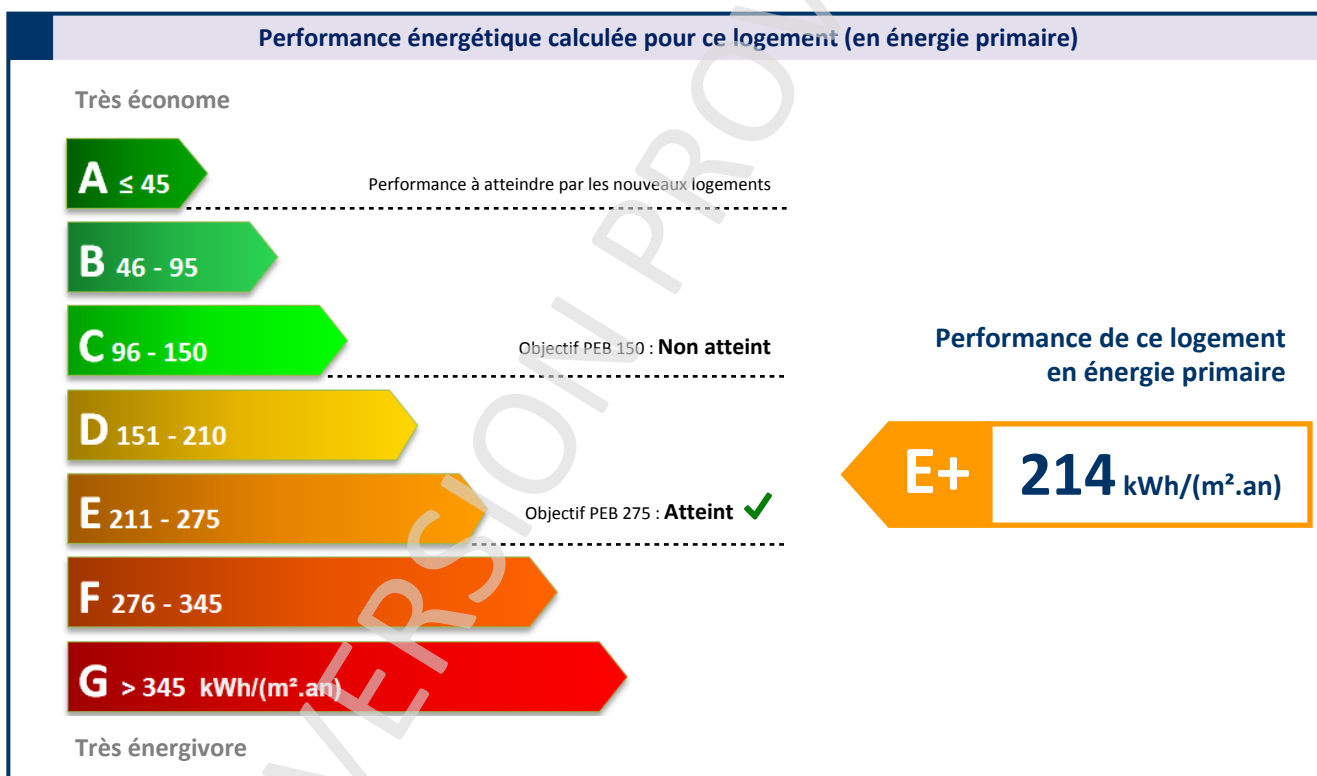 Performance énergétique calculée pour ce logement (en énergie primaire)
Très économe
A ≤ 45
Performance à atteindre par les nouveaux logements
B 46 - 95
C 96 - 150
Objectif PEB 150 : Non atteint
D 151 - 210
E 211 - 275
Objectif PEB 275 : Atteint ✓
F 276 - 345
G > 345 kWh/(m².an)
Très énergivore
Performance de ce logement
en énergie primaire
E+ 214 kWh/(m².an)
VERSION PROV